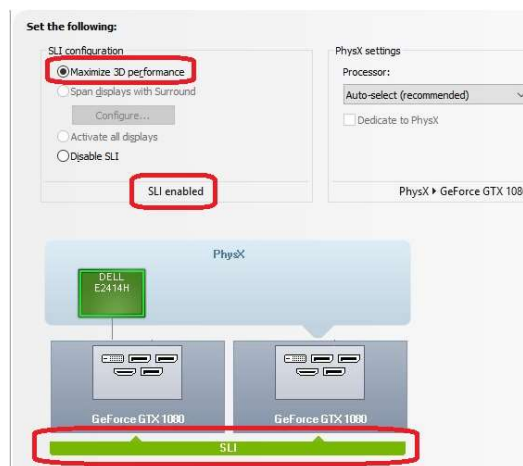 Set the following:
SLI configuration
Maximize 3D performance
Span displays with Surround
Configure...
Activate all displays
Disable SLI
SLI enabled
PhysX settings
Processor:
Auto-select (recommended)
Dedicate to PhysX
PhysX ▸ GeForce GTX 108
PhysX
DELL
E2414H
GeForce GTX 1080
GeForce GTX 1080
SLI